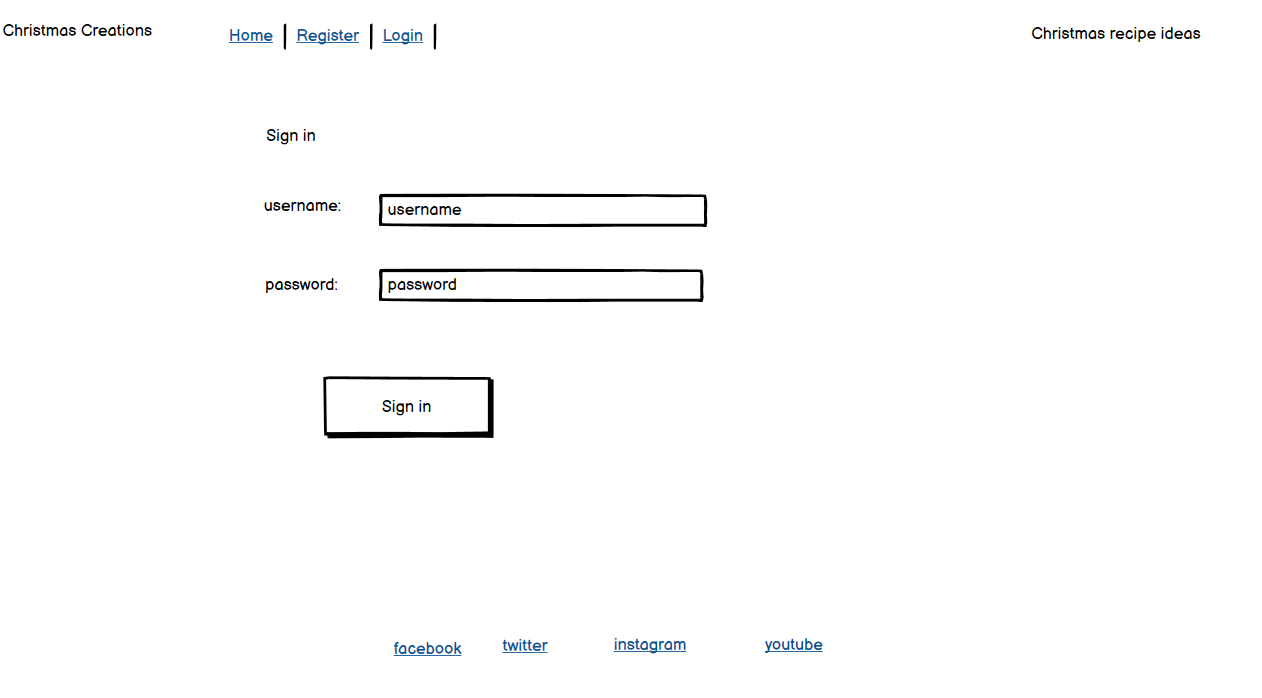 Christmas Creations
Home Register Login
Christmas recipe ideas
Sign in
username: username
password: password
Sign in
facebook twitter instagram youtube